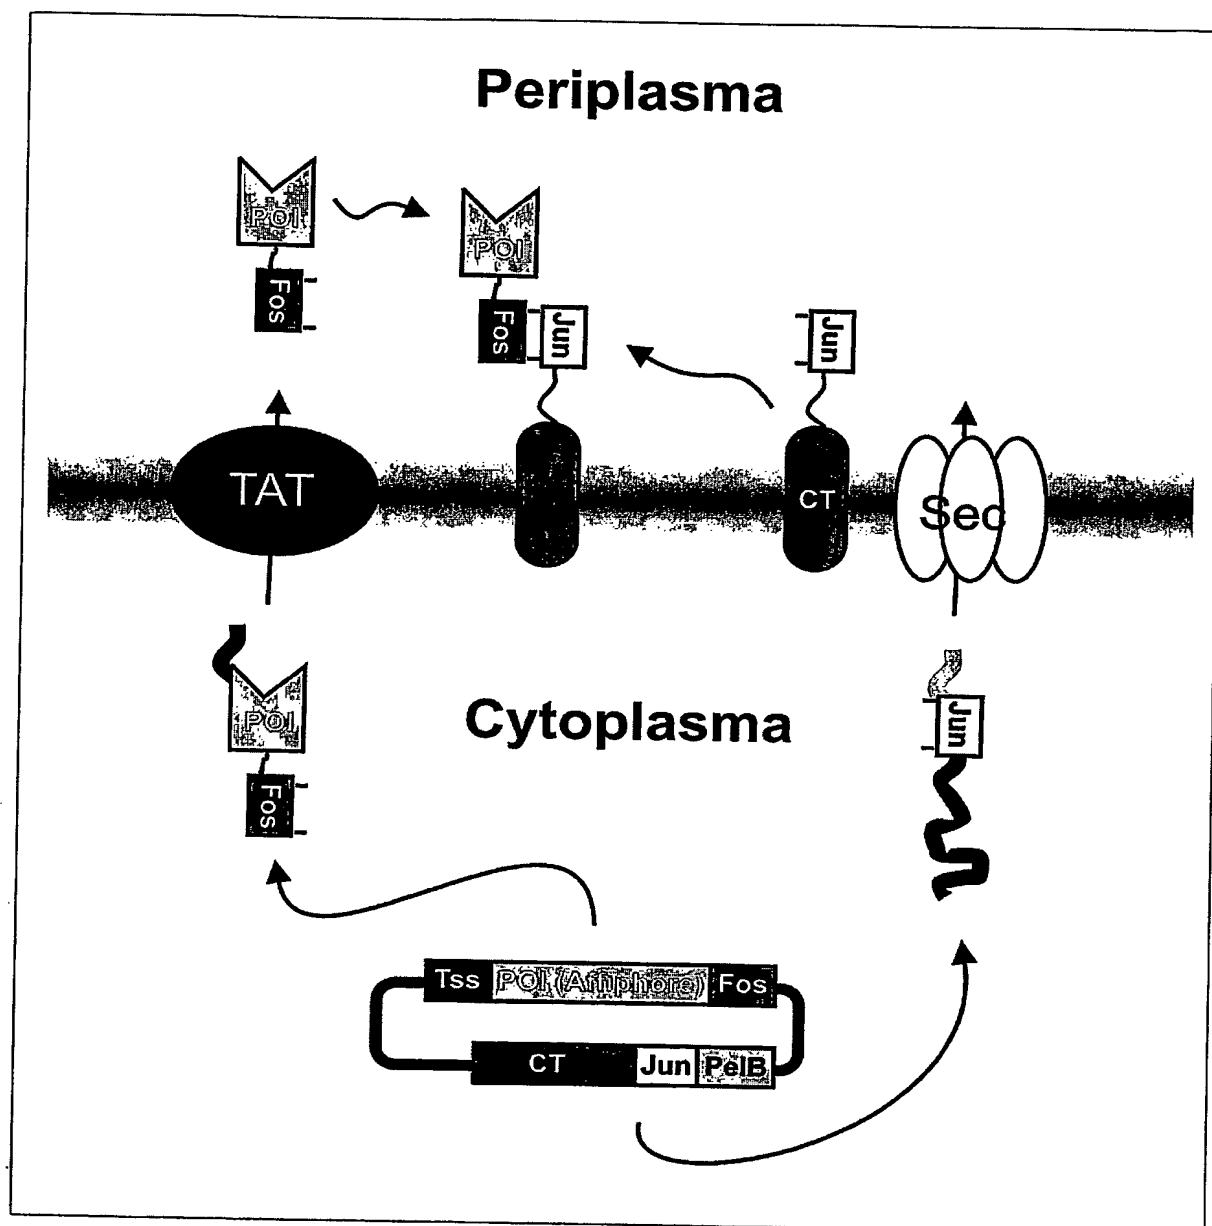 Periplasma
POI
POI
Fos
Fos
Jun
Jun
TAT
CT
Sec
POI
Fos
Cytoplasma
Jun
Tss POI (Affiphore) Fos
CT Jun PelB